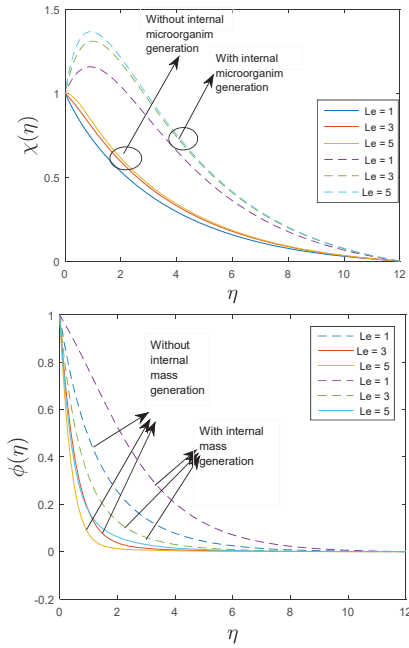 Without internal
microorganim
generation
With internal
microorganim
generation
1.5
1
0.5
0
χ(η)
Le = 1
Le = 3
Le = 5
Le = 1
Le = 3
Le = 5
0 2 4 6 8 10 12
η
1
0.8
0.6
0.4
0.2
0
-0.2
ϕ(η)
Without
internal
mass
generation
With internal
mass
generation
Le = 1
Le = 3
Le = 5
Le = 1
Le = 3
Le = 5
0 2 4 6 8 10 12
η